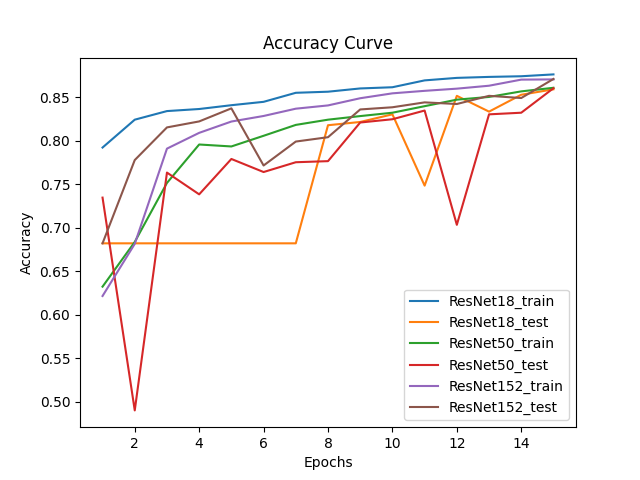 Accuracy Curve
Accuracy
0.85
0.80
0.75
0.70
0.65
0.60
0.55
0.50
2 4 6 8 10 12 14
Epochs
ResNet18_train
ResNet18_test
ResNet50_train
ResNet50_test
ResNet152_train
ResNet152_test